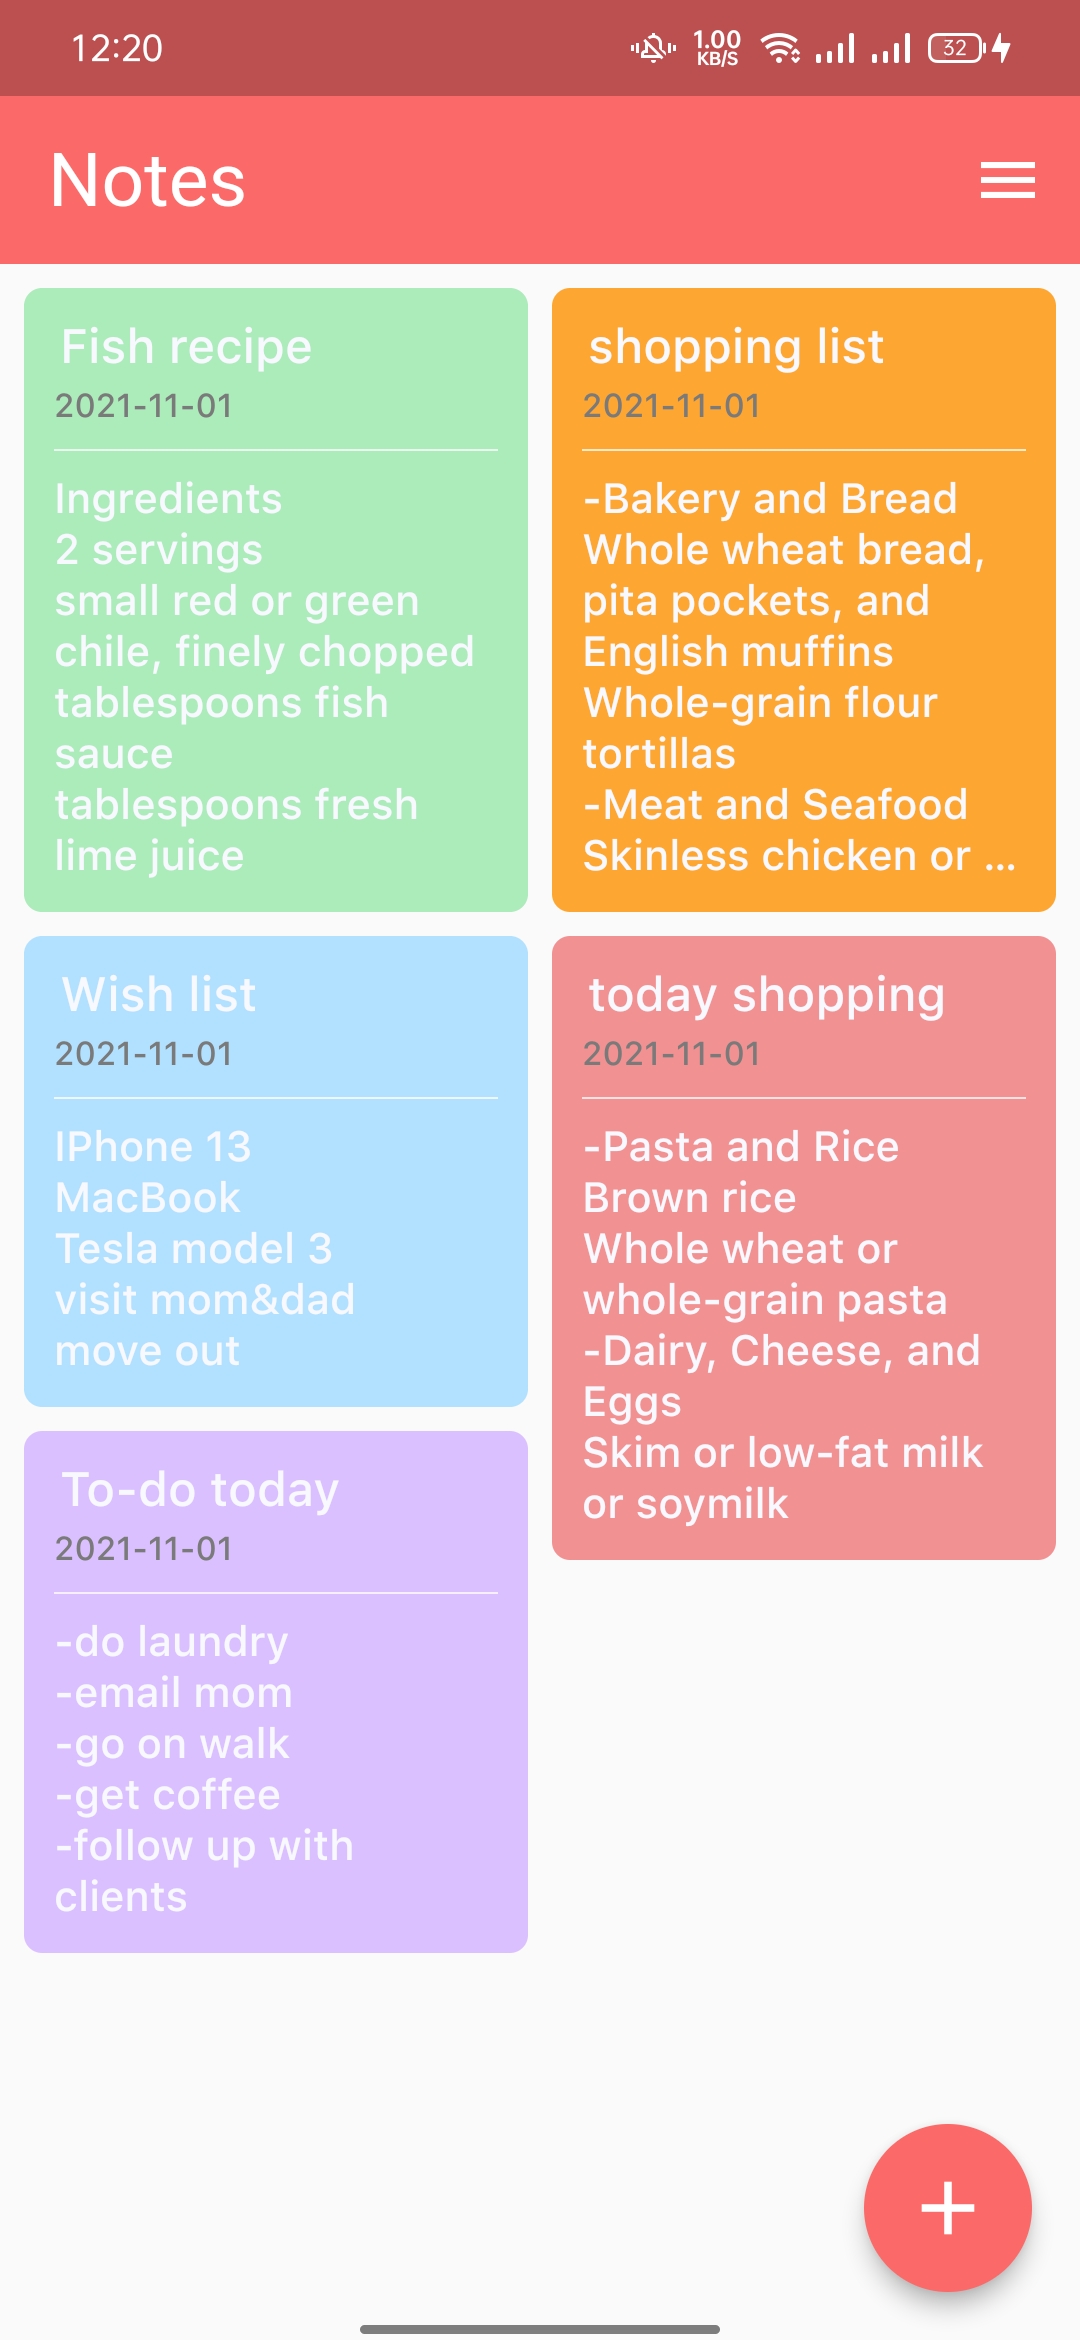 12:20
1.00
KB/S
32
Notes
Fish recipe
2021-11-01
Ingredients
2 servings
small red or green
chile, finely chopped
tablespoons fish
sauce
tablespoons fresh
lime juice
shopping list
2021-11-01
-Bakery and Bread
Whole wheat bread,
pita pockets, and
English muffins
Whole-grain flour
tortillas
-Meat and Seafood
Skinless chicken or ...
Wish list
2021-11-01
IPhone 13
MacBook
Tesla model 3
visit mom&dad
move out
today shopping
2021-11-01
-Pasta and Rice
Brown rice
Whole wheat or
whole-grain pasta
-Dairy, Cheese, and
Eggs
Skim or low-fat milk
or soymilk
To-do today
2021-11-01
-do laundry
-email mom
-go on walk
-get coffee
-follow up with
clients